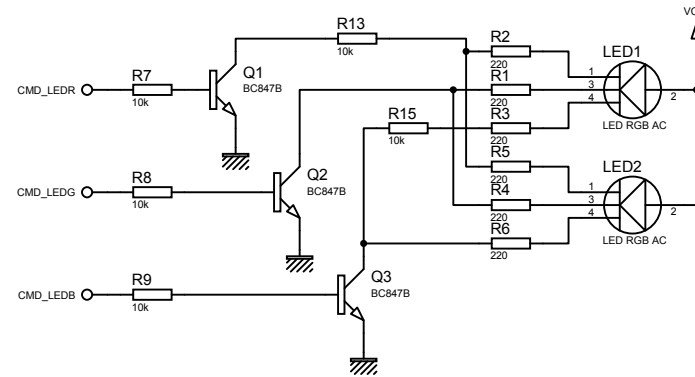 VC
R13
10k
R2
220
LED1
1
3
4
2
LED RGB AC
R7
10k
CMD_LEDR
Q1
BC847B
R1
220
R15
10k
R3
220
R8
10k
CMD_LEDG
Q2
BC847B
R5
220
LED2
1
3
4
2
LED RGB AC
R4
220
R6
220
R9
10k
CMD_LEDB
Q3
BC847B